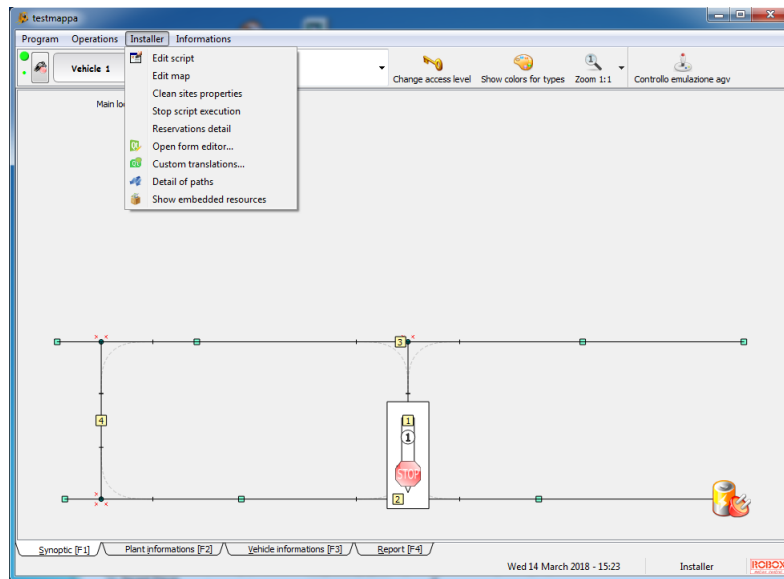 testmappa
Program Operations Installer Informations
Vehicle 1
Change access level Show colors for types Zoom 1:1 Controllo emulazione agv
Edit script
Edit map
Clean sites properties
Stop script execution
Reservations detail
Open form editor...
Custom translations...
Detail of paths
Show embedded resources
Main loc
3
4
1
1
STOP
2
Synoptic [F1] Plant informations [F2] Vehicle informations [F3] Report [F4]
Wed 14 March 2018 - 15:23 Installer ROBOX